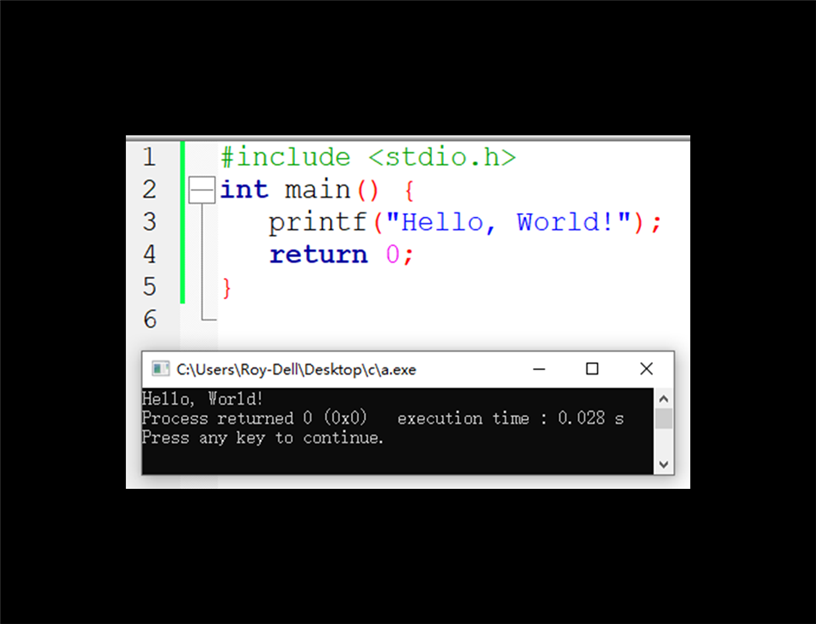 1 #include <stdio.h>
2 int main() {
3 printf("Hello, World!");
4 return 0;
5 }
6
C:\Users\Roy-Dell\Desktop\c\a.exe
Hello, World!
Process returned 0 (0x0) execution time : 0.028 s
Press any key to continue.